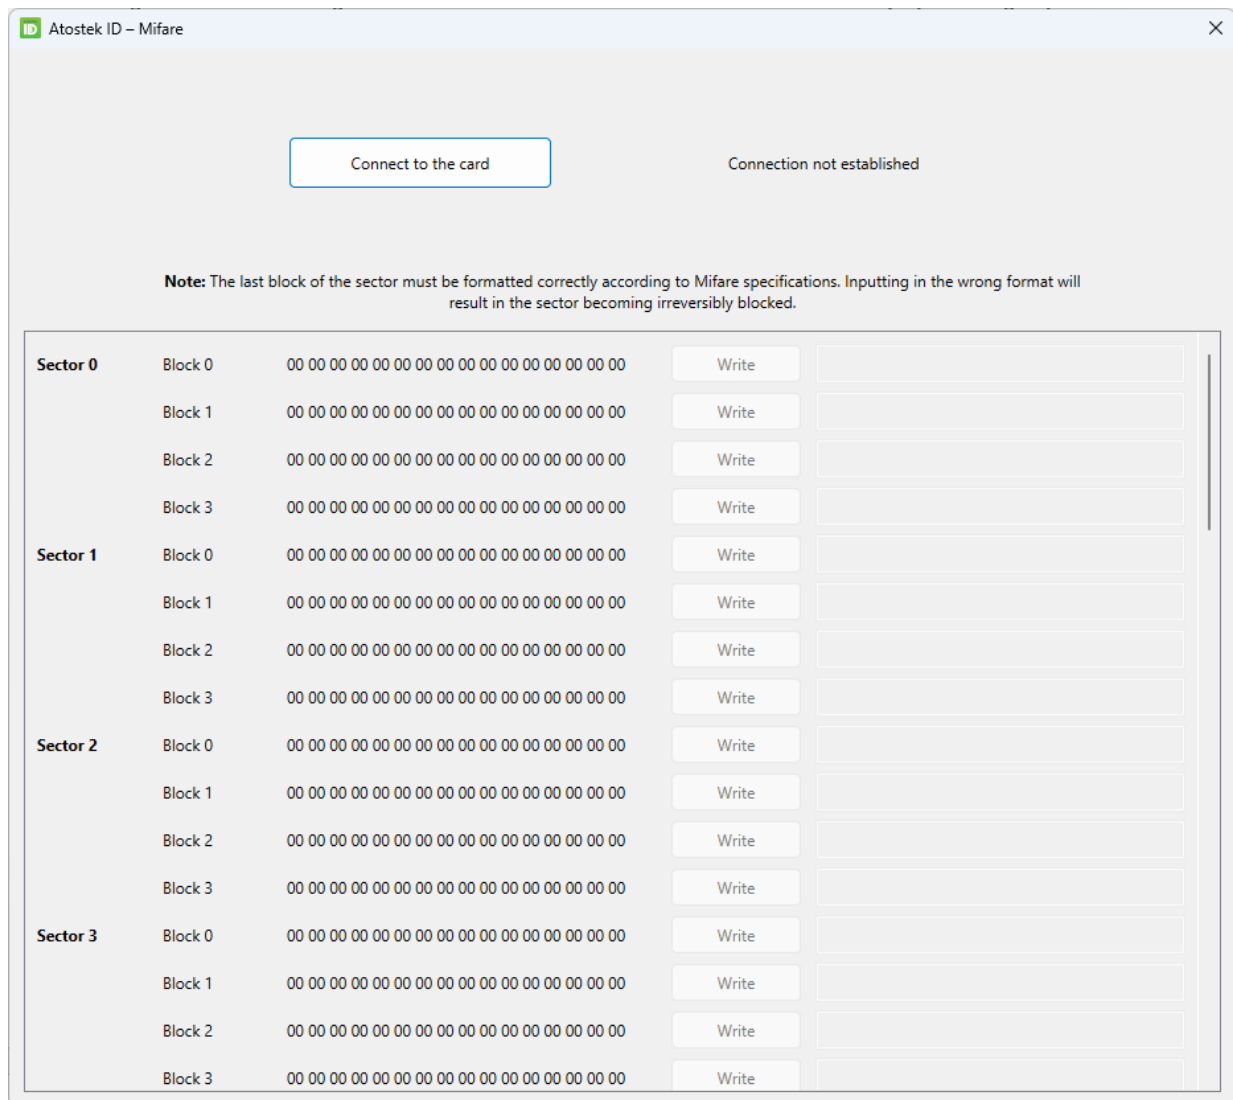 ID Atostek ID – Mifare
Connect to the card
Connection not established
Note: The last block of the sector must be formatted correctly according to Mifare specifications. Inputting in the wrong format will
result in the sector becoming irreversibly blocked.
Sector 0 Block 0 00 00 00 00 00 00 00 00 00 00 00 00 00 00 00 00 Write
Block 1 00 00 00 00 00 00 00 00 00 00 00 00 00 00 00 00 Write
Block 2 00 00 00 00 00 00 00 00 00 00 00 00 00 00 00 00 Write
Block 3 00 00 00 00 00 00 00 00 00 00 00 00 00 00 00 00 Write
Sector 1 Block 0 00 00 00 00 00 00 00 00 00 00 00 00 00 00 00 00 Write
Block 1 00 00 00 00 00 00 00 00 00 00 00 00 00 00 00 00 Write
Block 2 00 00 00 00 00 00 00 00 00 00 00 00 00 00 00 00 Write
Block 3 00 00 00 00 00 00 00 00 00 00 00 00 00 00 00 00 Write
Sector 2 Block 0 00 00 00 00 00 00 00 00 00 00 00 00 00 00 00 00 Write
Block 1 00 00 00 00 00 00 00 00 00 00 00 00 00 00 00 00 Write
Block 2 00 00 00 00 00 00 00 00 00 00 00 00 00 00 00 00 Write
Block 3 00 00 00 00 00 00 00 00 00 00 00 00 00 00 00 00 Write
Sector 3 Block 0 00 00 00 00 00 00 00 00 00 00 00 00 00 00 00 00 Write
Block 1 00 00 00 00 00 00 00 00 00 00 00 00 00 00 00 00 Write
Block 2 00 00 00 00 00 00 00 00 00 00 00 00 00 00 00 00 Write
Block 3 00 00 00 00 00 00 00 00 00 00 00 00 00 00 00 00 Write